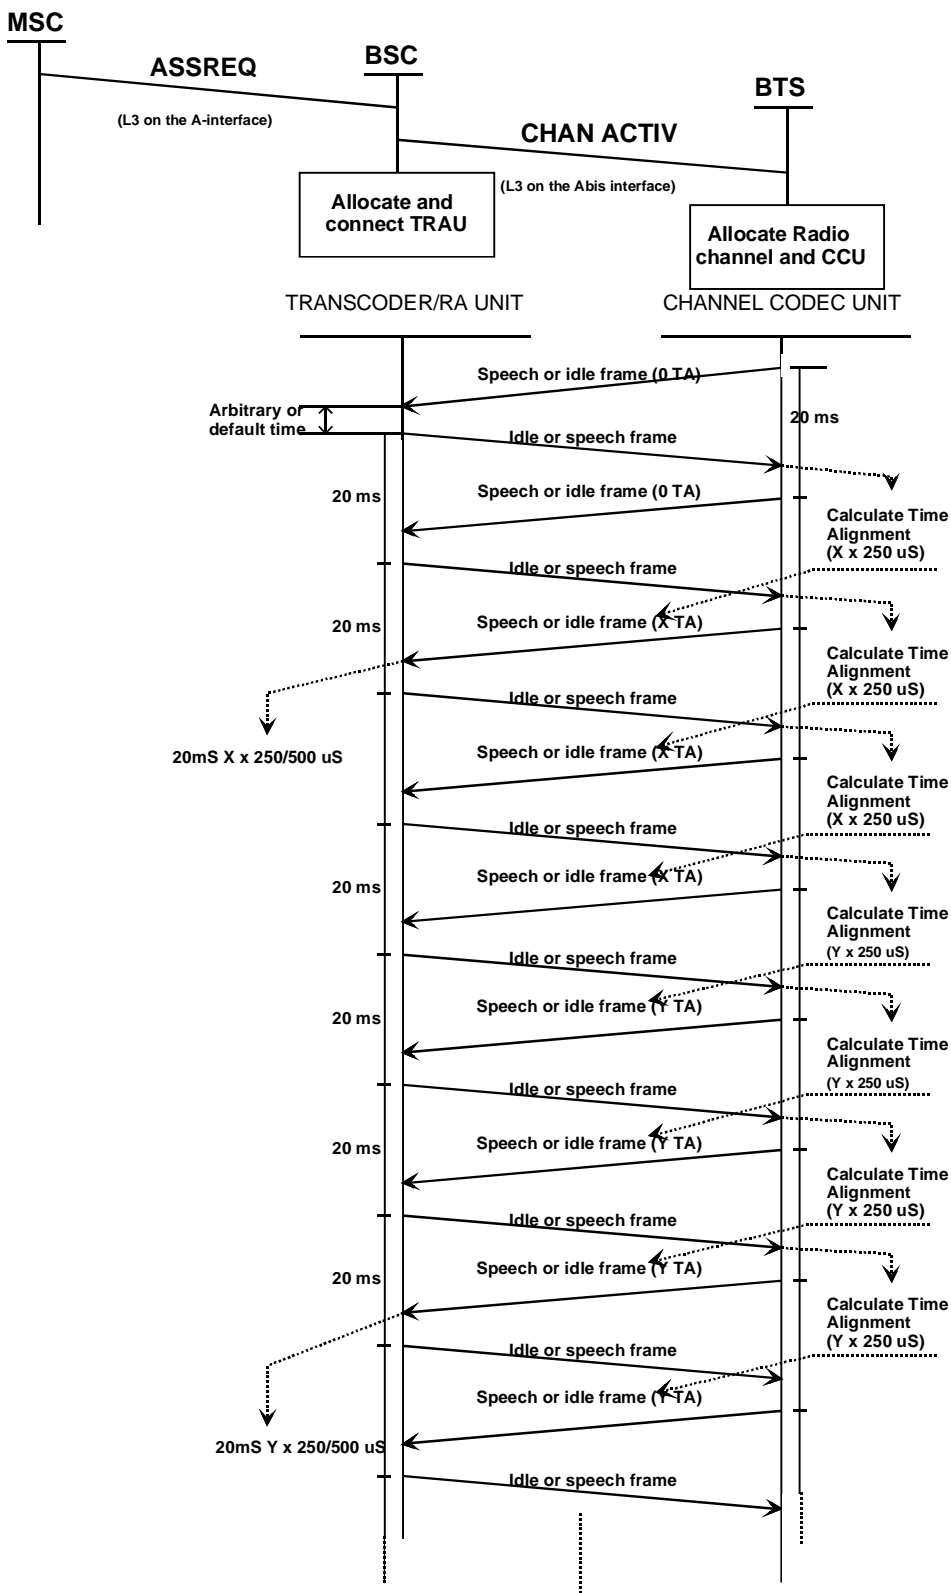 MSC
BSC
ASSREQ
BTS
(L3 on the A-interface)
CHAN ACTIV
(L3 on the Abis interface)
Allocate and
connect TRAU
Allocate Radio
channel and CCU
TRANSCODER/RA UNIT
CHANNEL CODEC UNIT
Speech or idle frame (0 TA)
Arbitrary or
default time
20 ms
Idle or speech frame
20 ms
Speech or idle frame (0 TA)
Calculate Time
Alignment
(X x 250 uS)
Idle or speech frame
20 ms
Speech or idle frame (X TA)
Calculate Time
Alignment
(X x 250 uS)
Idle or speech frame
20mS X x 250/500 uS
Speech or idle frame (X TA)
Calculate Time
Alignment
(X x 250 uS)
Idle or speech frame
20 ms
Speech or idle frame (X TA)
Calculate Time
Alignment
(Y x 250 uS)
Idle or speech frame
20 ms
Speech or idle frame (Y TA)
Calculate Time
Alignment
(Y x 250 uS)
Idle or speech frame
20 ms
Speech or idle frame (Y TA)
Calculate Time
Alignment
(Y x 250 uS)
Idle or speech frame
20 ms
Speech or idle frame (Y TA)
Calculate Time
Alignment
(Y x 250 uS)
Idle or speech frame
Speech or idle frame (Y TA)
20mS Y x 250/500 uS
Idle or speech frame